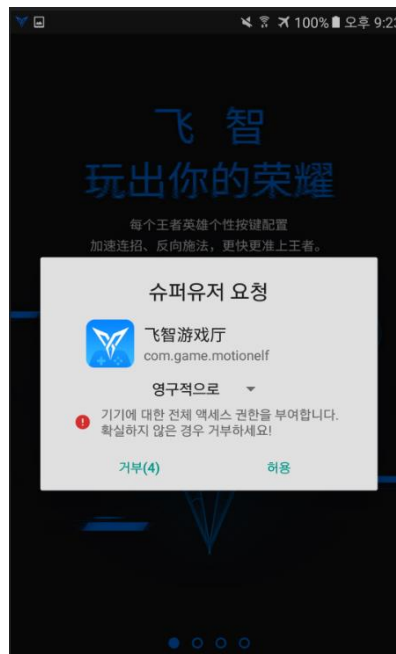 100% 오후 9:23
飞 智
玩出你的荣耀
每个王者英雄个性按键配置
加速连招、反向施法，更快更准上王者。
슈퍼유저 요청
飞智游戏厅
com.game.motionelf
영구적으로
기기에 대한 전체 액세스 권한을 부여합니다.
확실하지 않은 경우 거부하세요!
거부(4) 허용